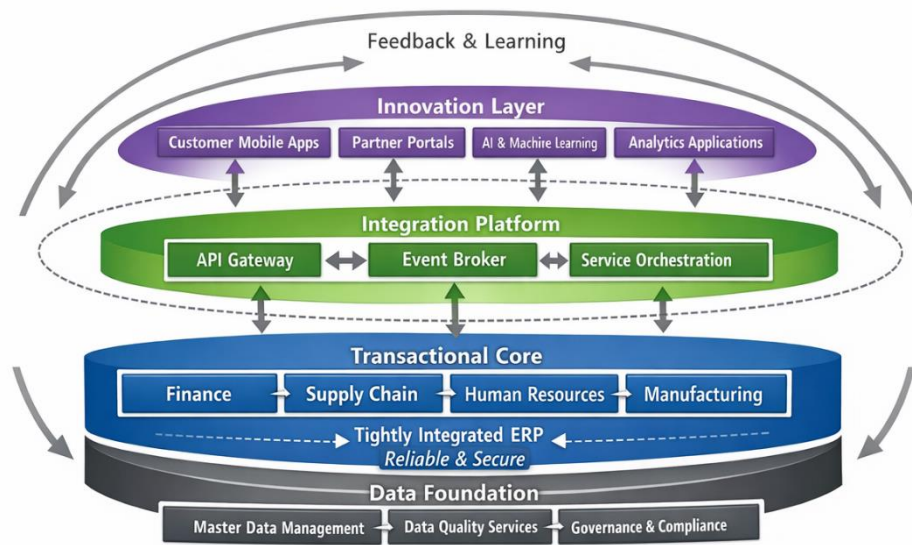 Feedback & Learning
Innovation Layer
Customer Mobile Apps
Partner Portals
AI & Machine Learning
Analytics Applications
Integration Platform
API Gateway
Event Broker
Service Orchestration
Transactional Core
Finance
Supply Chain
Human Resources
Manufacturing
Tightly Integrated ERP
Reliable & Secure
Data Foundation
Master Data Management
Data Quality Services
Governance & Compliance